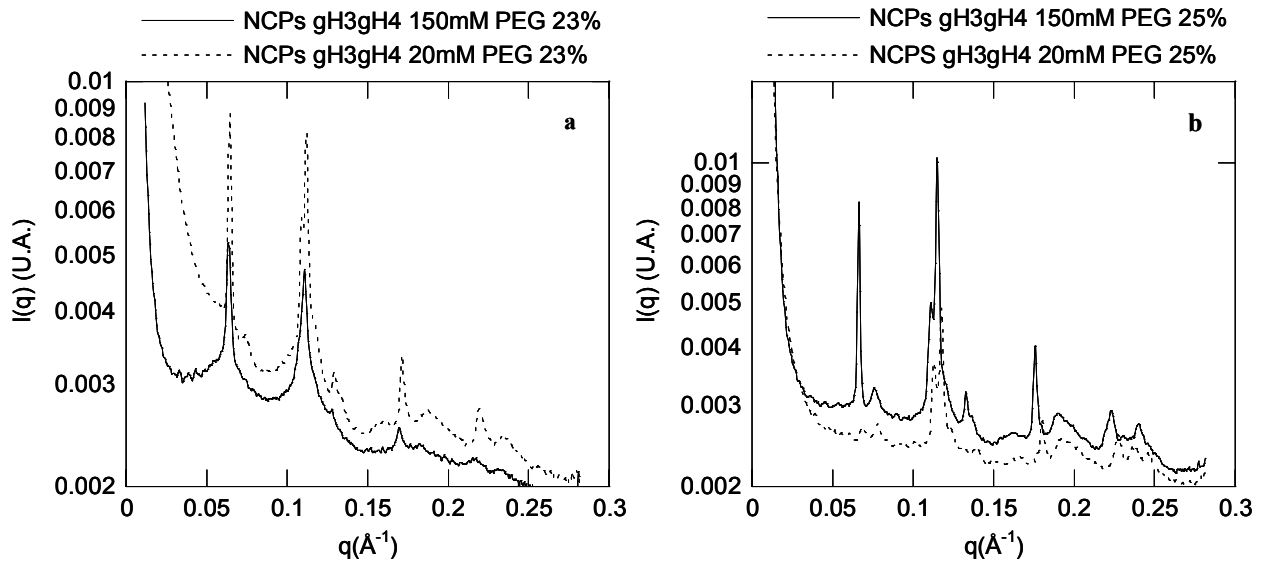 NCPs gH3gH4 150mM PEG 23%
NCPs gH3gH4 20mM PEG 23%
0.01
0.009
0.008
0.007
0.006
0.005
0.004
0.003
0.002
I(q) (U.A.)
a
0 0.05 0.1 0.15 0.2 0.25 0.3
q(Å⁻¹)
NCPs gH3gH4 150mM PEG 25%
NCPS gH3gH4 20mM PEG 25%
0.01
0.009
0.008
0.007
0.006
0.005
0.004
0.003
0.002
I(q) (U.A.)
b
0 0.05 0.1 0.15 0.2 0.25 0.3
q(Å⁻¹)